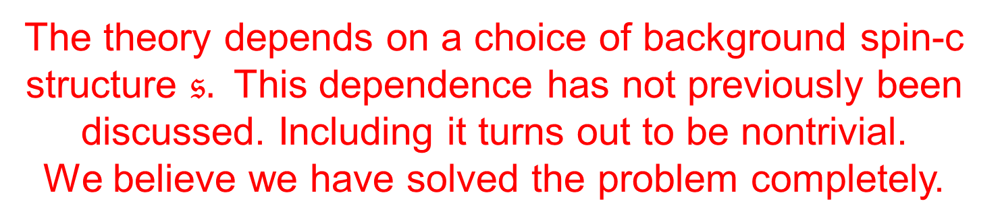 The theory depends on a choice of background spin-c
structure 𝔰. This dependence has not previously been
discussed. Including it turns out to be nontrivial.
We believe we have solved the problem completely.